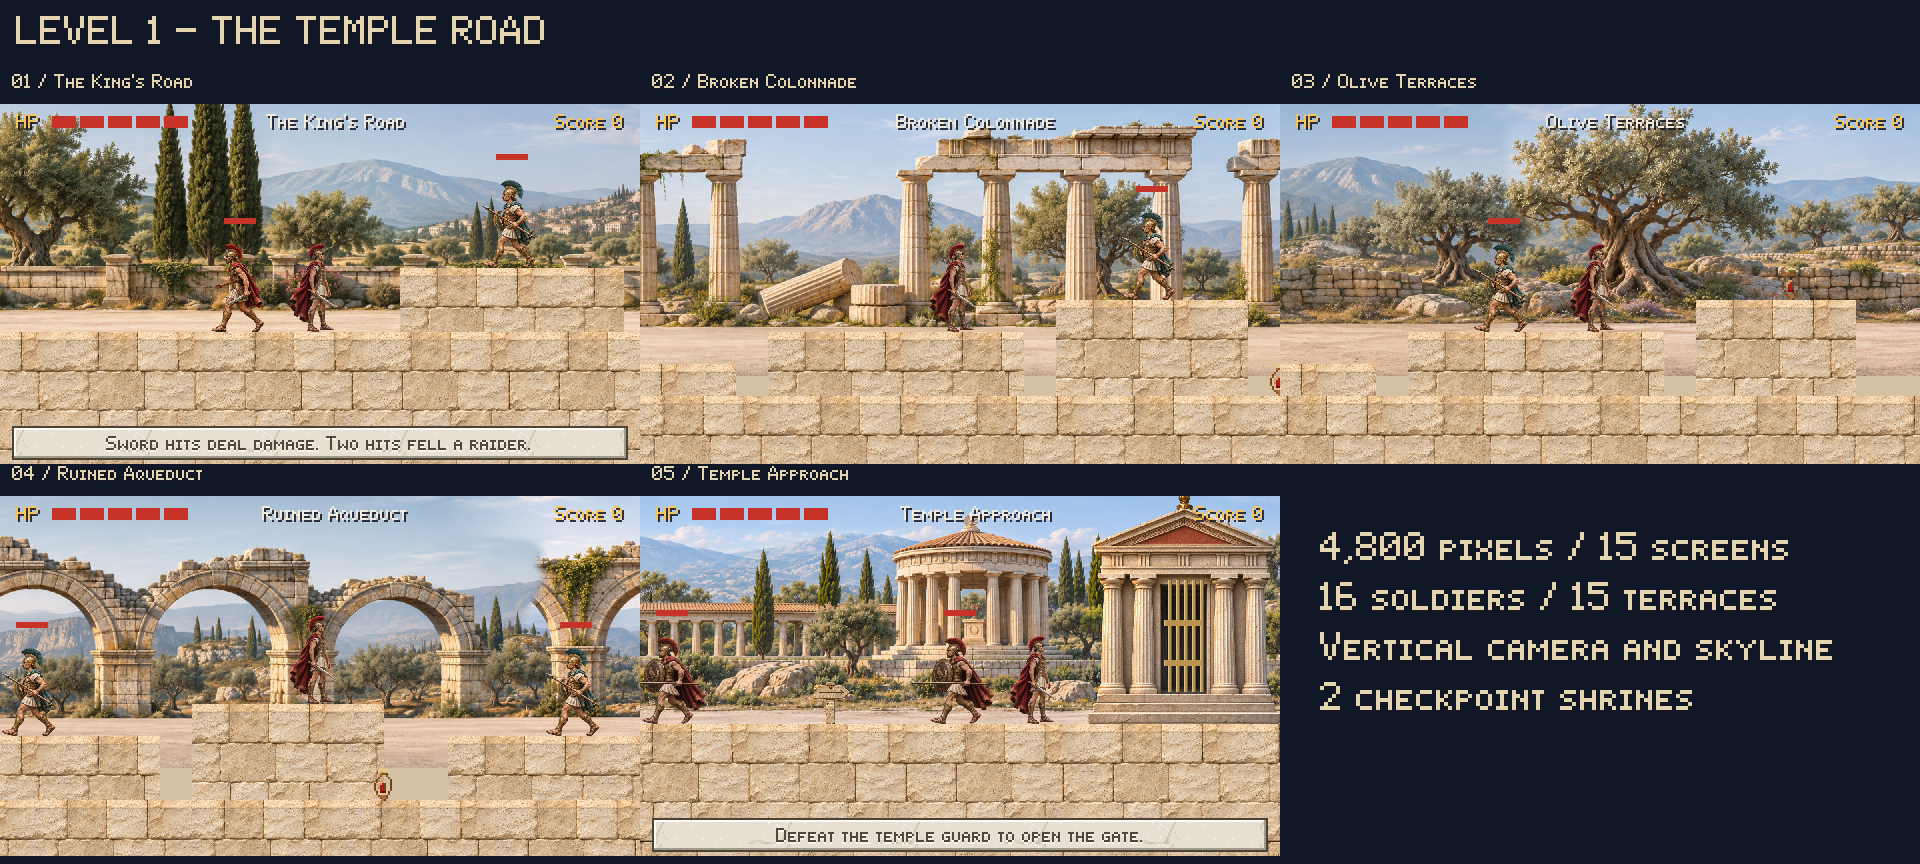 LEVEL 1 – THE TEMPLE ROAD
01 / The King's Road
HP
The King's Road
Score 0
Sword hits deal damage. Two hits fell a raider.
02 / Broken Colonnade
HP
Broken Colonnade
Score 0
03 / Olive Terraces
HP
Olive Terraces
Score 0
04 / Ruined Aqueduct
HP
Ruined Aqueduct
Score 0
05 / Temple Approach
HP
Temple Approach
Score 0
Defeat the temple guard to open the gate.
4,800 pixels / 15 screens
16 soldiers / 15 terraces
Vertical camera and skyline
2 checkpoint shrines